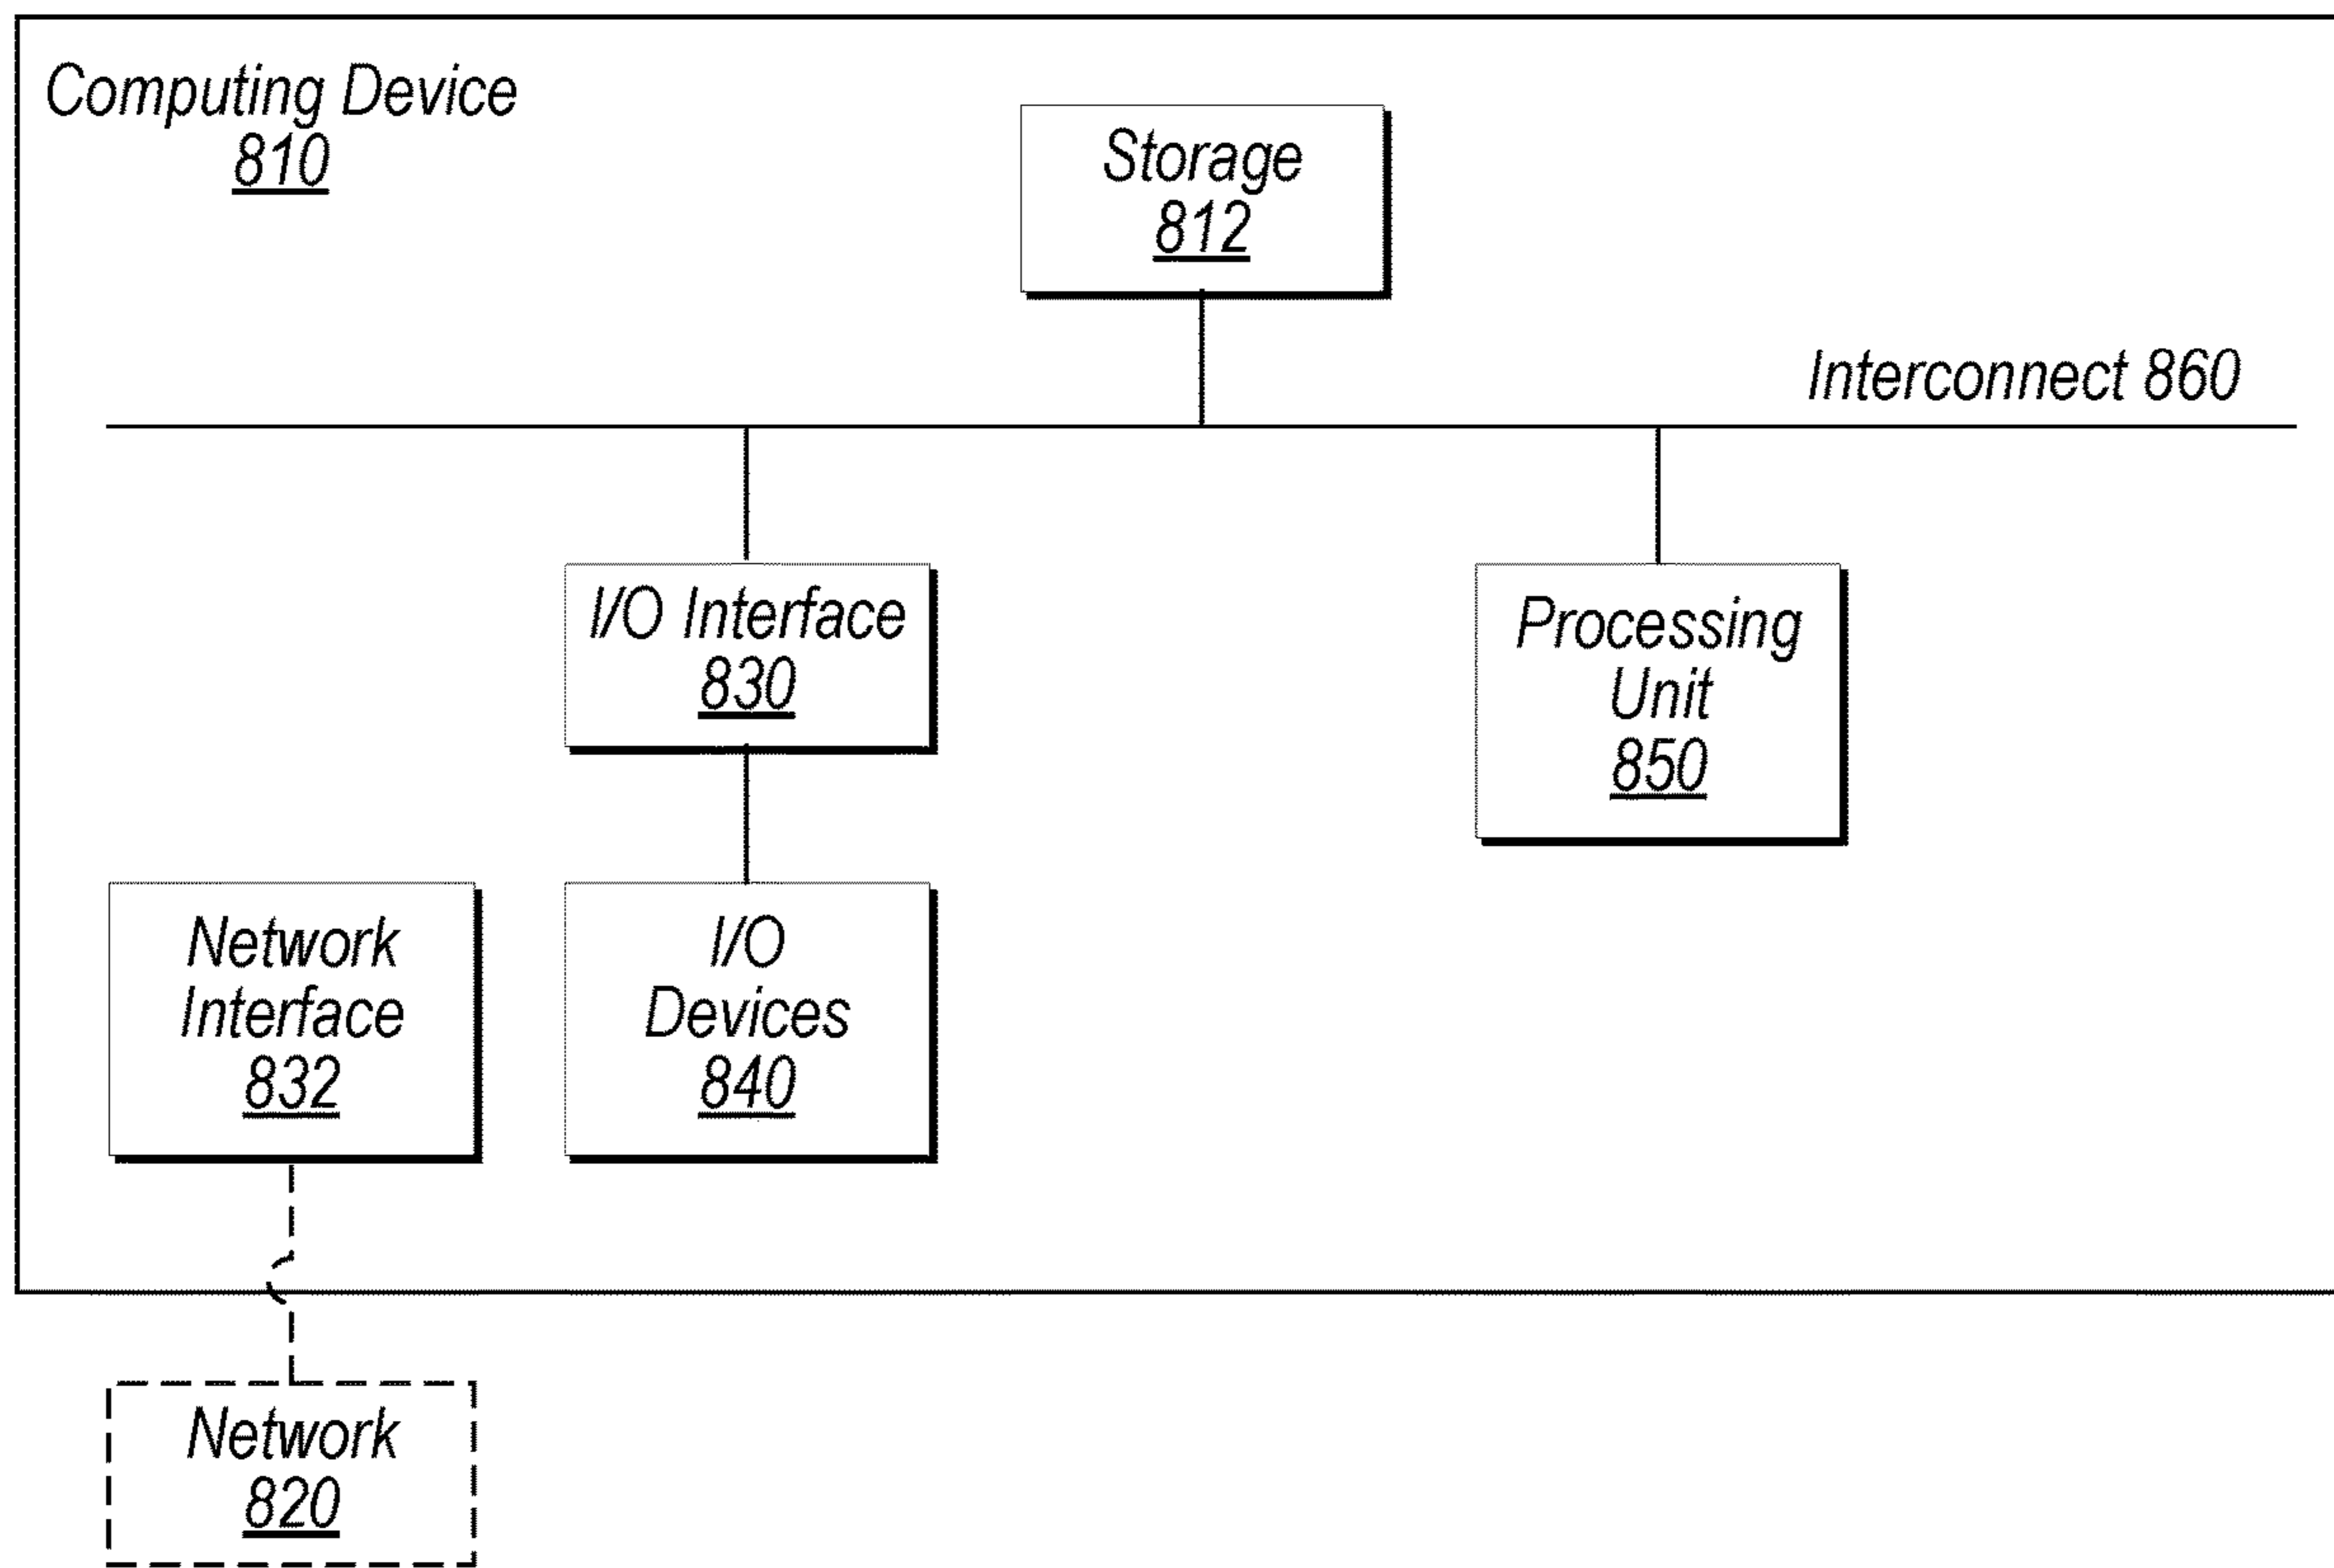 Computing Device
810
Storage
812
Interconnect 860
I/O Interface
830
Processing
Unit
850
Network
Interface
832
I/O
Devices
840
Network
820